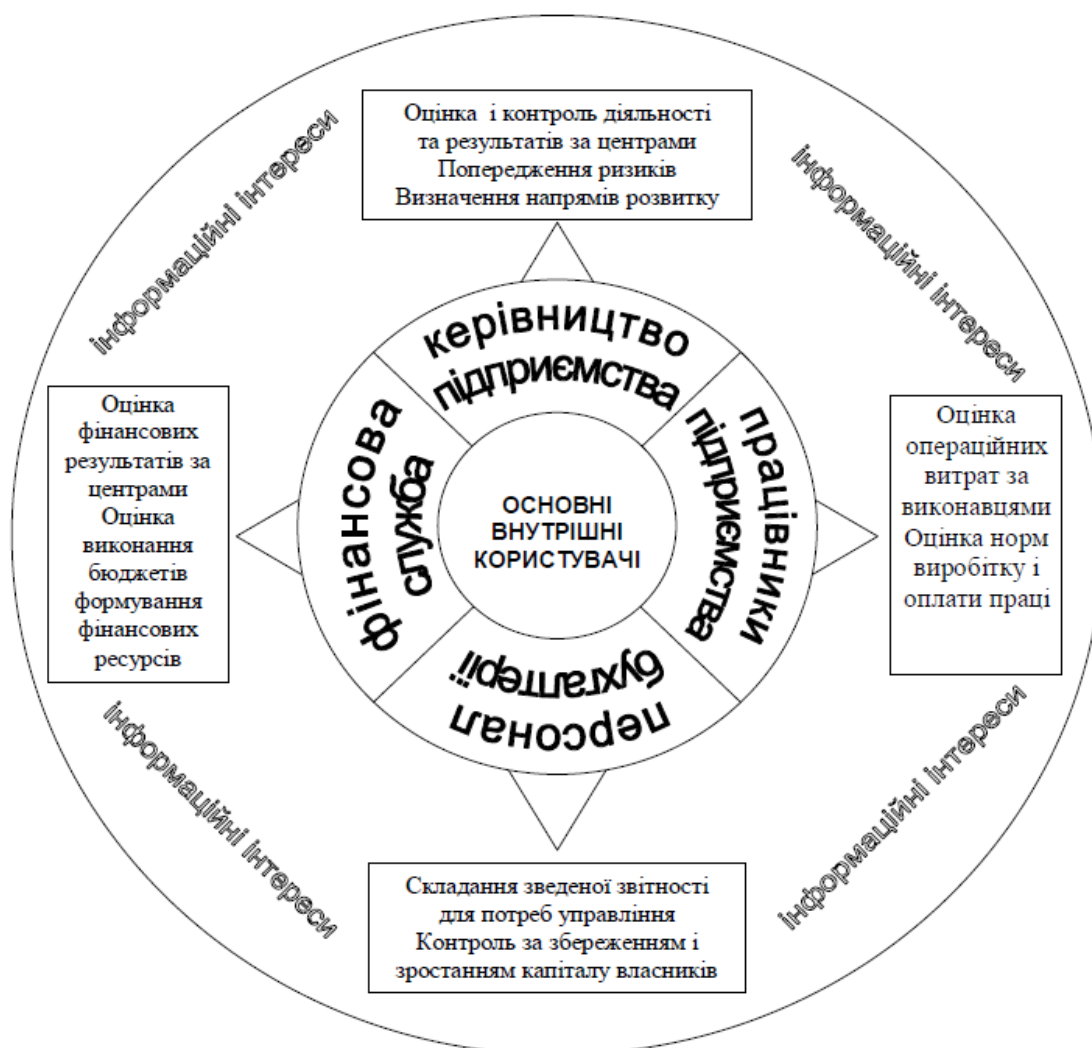 інформаційні інтереси
Оцінка і контроль діяльності
та результатів за центрами
Попередження ризиків
Визначення напрямів розвитку
інформаційні інтереси
керівництво
підприємства
Оцінка
фінансових
результатів за
центрами
Оцінка
виконання
бюджетів
формування
фінансових
ресурсів
фінансова
служба
ОСНОВНІ
ВНУТРІШНІ
КОРИСТУВАЧІ
працівники
підприємства
Оцінка
операційних
витрат за
виконавцями
Оцінка норм
виробітку і
оплати праці
персонал
бухгалтерії
інформаційні інтереси
Складання зведеної звітності
для потреб управління
Контроль за збереженням і
зростанням капіталу власників
інформаційні інтереси